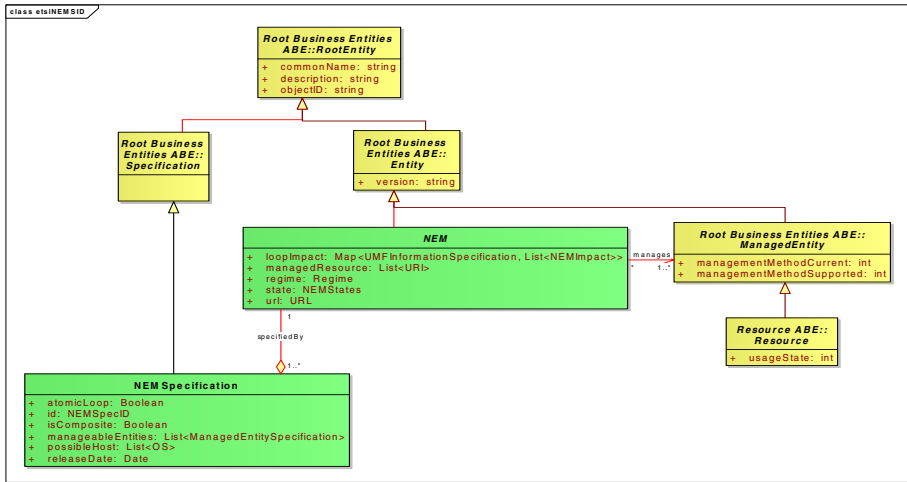 class etsiNEMSID
Root Business Entities
ABE::RootEntity
+ commonName: string
+ description: string
+ objectID: string
Root Business
Entities ABE::
Specification
Root Business
Entities ABE::
Entity
+ version: string
NEM
+ loopImpact: Map<UMFInformationSpecification, List<NEMImpact>>
+ managedResource: List<URI>
+ regime: Regime
+ state: NEMStates
+ url: URL
manages
*
1..*
Root Business Entities ABE::
ManagedEntity
+ managementMethodCurrent: int
+ managementMethodSupported: int
Resource ABE::
Resource
+ usageState: int
1
specifiedBy
1..*
NEMSpecification
+ atomicLoop: Boolean
+ id: NEMSpecID
+ isComposite: Boolean
+ manageableEntities: List<ManagedEntitySpecification>
+ possibleHost: List<OS>
+ releaseDate: Date